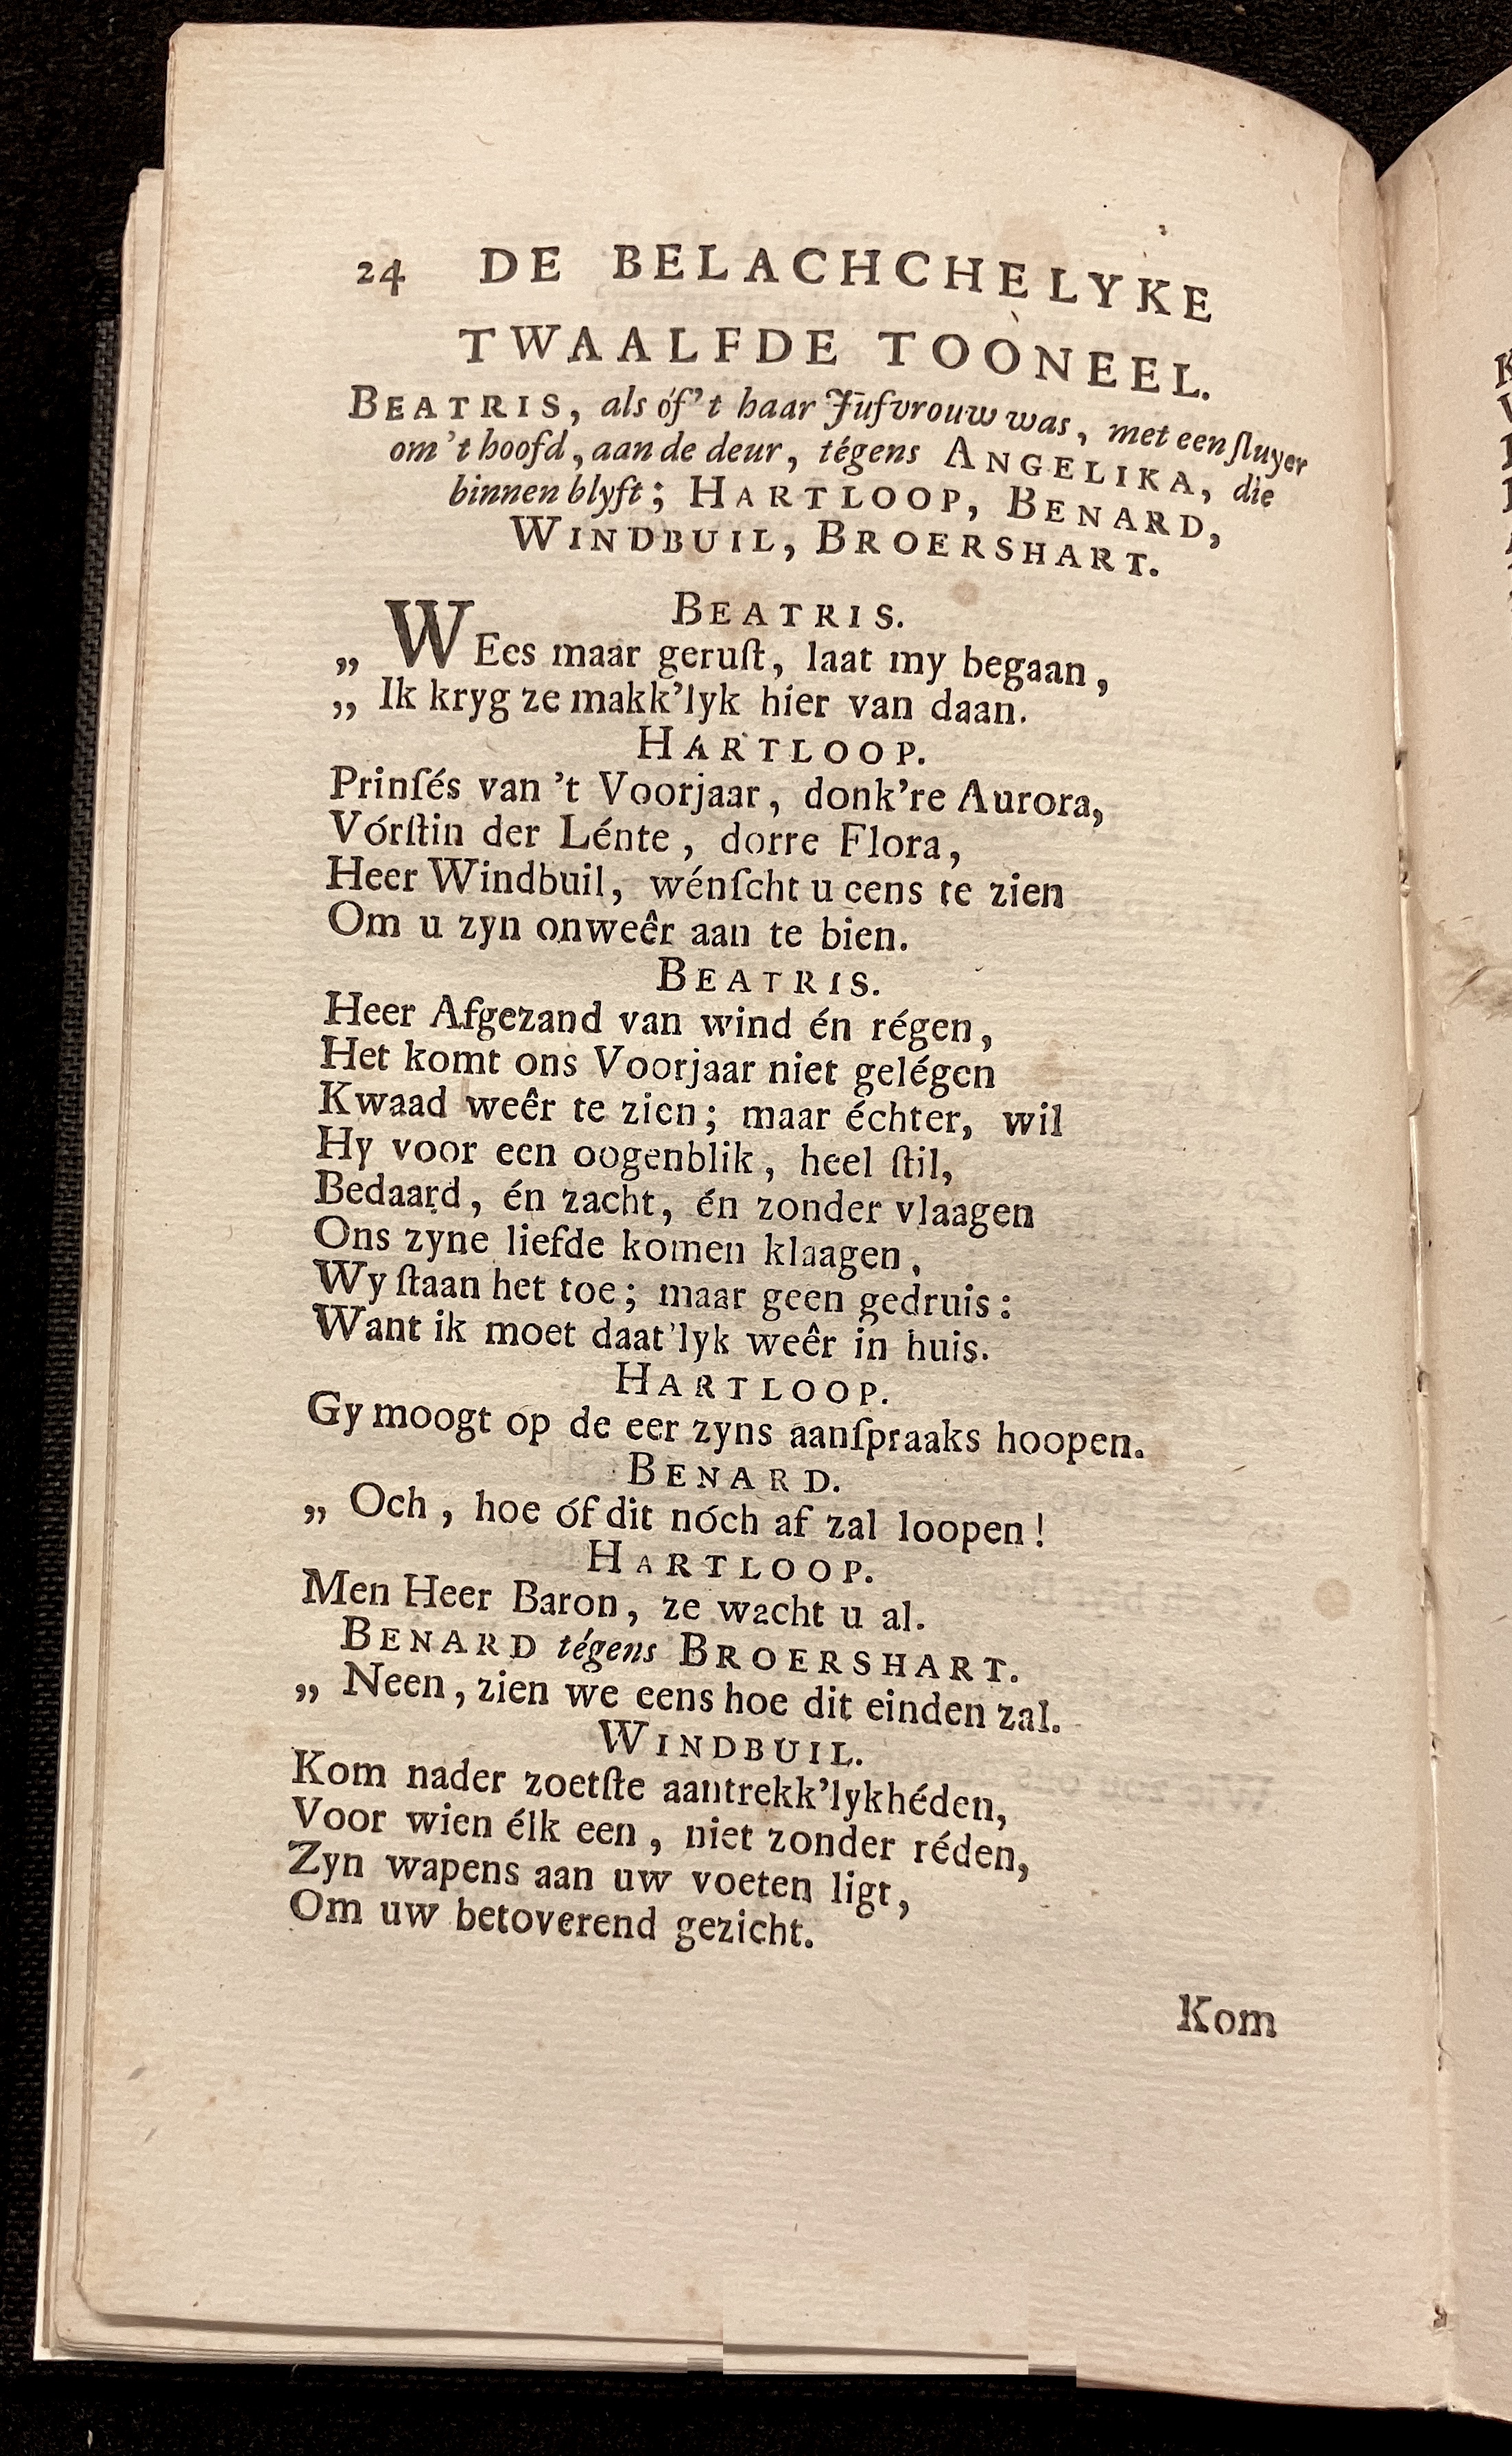 24 DE BELACHCHELYKE
TWAALFDE TOONEEL.
BEATRIS, als óf 't haar Jufvrouw was, met een ſluyer
om 't hoofd, aan de deur, tégens ANGELIKA, die
binnen blyft; HARTLOOP, BENARD,
WINDBUIL, BROERSHART.
BEATRIS.
„ WEes maar geruſt, laat my begaan,
„ Ik kryg ze makk'lyk hier van daan.
HARTLOOP.
Prinſés van 't Voorjaar, donk're Aurora,
Vórſtin der Lénte, dorre Flora,
Heer Windbuil, wénſcht u eens te zien
Om u zyn onweêr aan te bien.
BEATRIS.
Heer Afgezand van wind én régen,
Het komt ons Voorjaar niet gelégen
Kwaad weêr te zien; maar échter, wil
Hy voor een oogenblik, heel ſtil,
Bedaard, én zacht, én zonder vlaagen
Ons zyne liefde komen klaagen,
Wy ſtaan het toe; maar geen gedruis:
Want ik moet daat'lyk weêr in huis.
HARTLOOP.
Gy moogt op de eer zyns aanſpraaks hoopen.
BENARD.
„ Och, hoe óf dit nóch af zal loopen!
HARTLOOP.
Men Heer Baron, ze wacht u al.
BENARD tégens BROERSHART.
„ Neen, zien we eens hoe dit einden zal.
WINDBUIL.
Kom nader zoetſte aantrekk'lykhéden,
Voor wien élk een, niet zonder réden,
Zyn wapens aan uw voeten ligt,
Om uw betoverend gezicht.
Kom